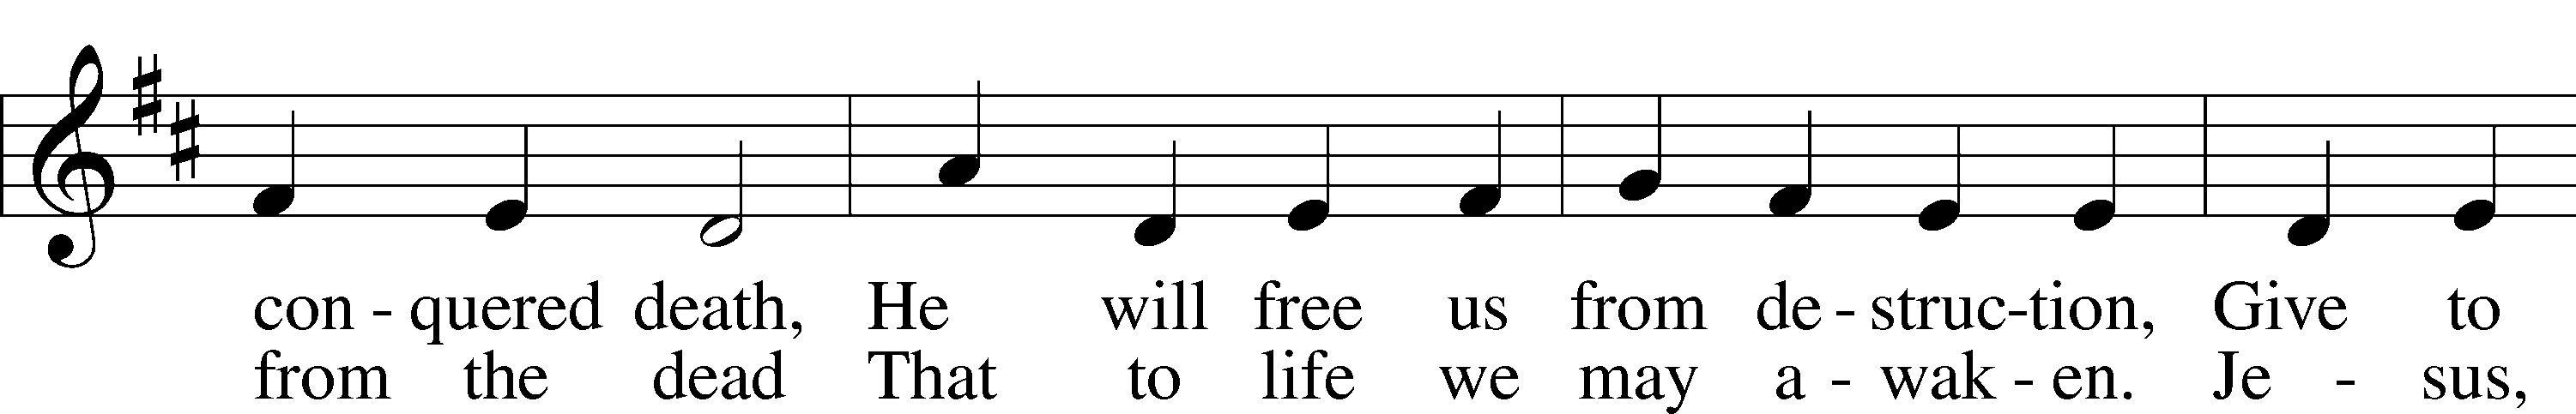 con - quered death, He will free us from de - struc-tion, Give to
from the dead That to life we may a - wak - en. Je - sus,